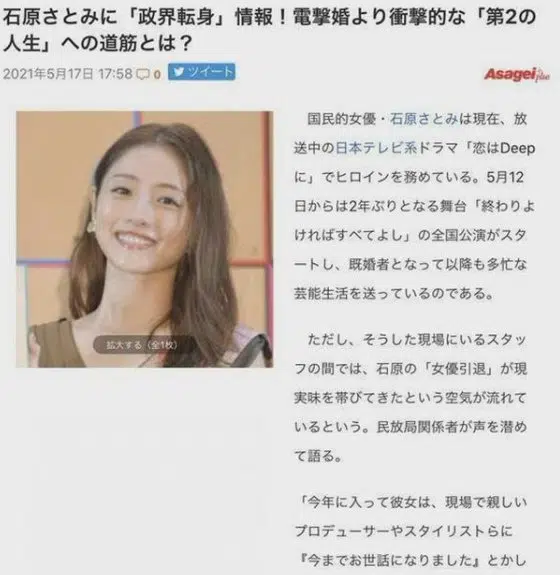 石原さとみに「政界転身」情報！電撃婚より衝撃的な「第2の
人生」への道筋とは？
2021年5月17日 17:58 0 ツイート
Asagei plus
拡大する（全1枚）
国民的女優・石原さとみは現在、放
送中の日本テレビ系ドラマ「恋はDeep
に」でヒロインを務めている。5月12
日からは2年ぶりとなる舞台「終わりよ
ければすべてよし」の全国公演がスタ
ートし、既婚者となって以降も多忙な
芸能生活を送っているのである。
ただし、そうした現場にいるスタッ
フの間では、石原の「女優引退」が現
実味を帯びてきたという空気が流れて
いるという。民放局関係者が声を潜め
て語る。
「今年に入って彼女は、現場で親しい
プロデューサーやスタイリストらに
『今までお世話になりました』とかし